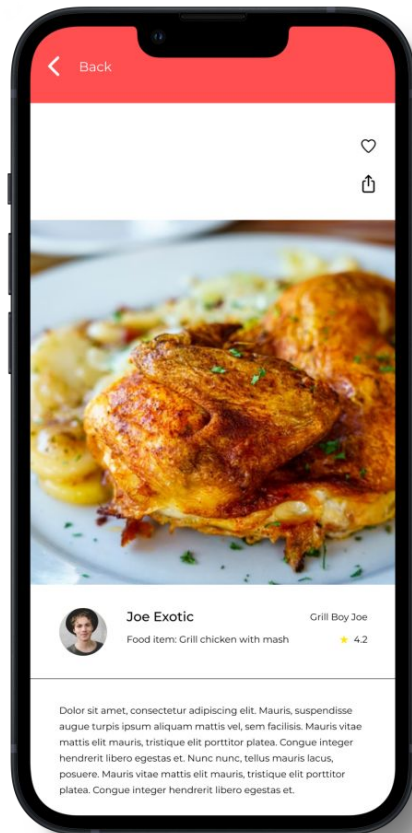 Back
Joe Exotic
Grill Boy Joe
Food item: Grill chicken with mash
4.2
Dolor sit amet, consectetur adipiscing elit. Mauris, suspendisse
augue turpis ipsum aliquam mattis vel, sem facilisis. Mauris vitae
mattis elit mauris, tristique elit porttitor platea. Congue integer
hendrerit libero egestas et. Nunc nunc, tellus mauris lacus,
posuere. Mauris vitae mattis elit mauris, tristique elit porttitor
platea. Congue integer hendrerit libero egestas et.